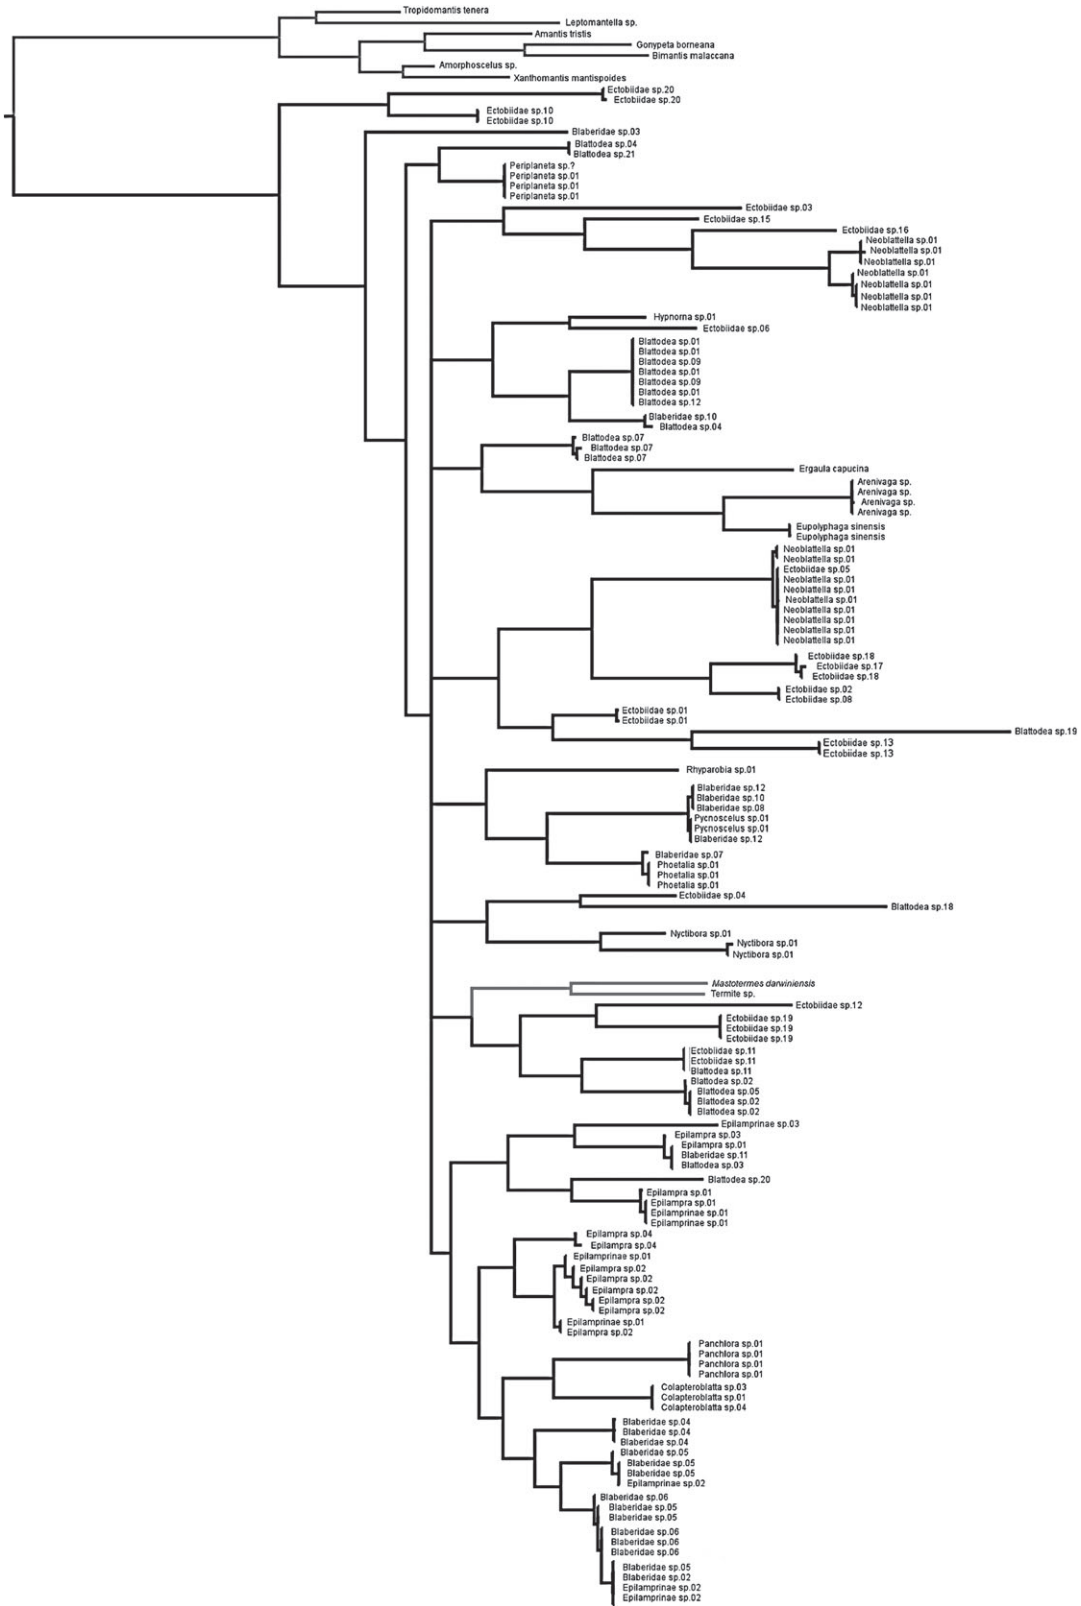 Tropidomantis tenera
Leptomantella sp.
Amantis tristis
Gonypeta borneana
Bimantis malaccana
Amorphoscelus sp.
Xanthomantis mantispoides
Ectobiidae sp.20
Ectobiidae sp.20
Ectobiidae sp.10
Ectobiidae sp.10
Blaberidae sp.03
Blattodea sp.04
Blattodea sp.21
Periplaneta sp.?
Periplaneta sp.01
Periplaneta sp.01
Periplaneta sp.01
Ectobiidae sp.03
Ectobiidae sp.15
Ectobiidae sp.16
Neoblattella sp.01
Neoblattella sp.01
Neoblattella sp.01
Neoblattella sp.01
Neoblattella sp.01
Neoblattella sp.01
Neoblattella sp.01
Hypnorna sp.01
Ectobiidae sp.06
Blattodea sp.01
Blattodea sp.01
Blattodea sp.09
Blattodea sp.01
Blattodea sp.09
Blattodea sp.01
Blattodea sp.12
Blaberidae sp.10
Blattodea sp.04
Blattodea sp.07
Blattodea sp.07
Blattodea sp.07
Ergaula capucina
Arenivaga sp.
Arenivaga sp.
Arenivaga sp.
Arenivaga sp.
Eupolyphaga sinensis
Eupolyphaga sinensis
Neoblattella sp.01
Neoblattella sp.01
Ectobiidae sp.05
Neoblattella sp.01
Neoblattella sp.01
Neoblattella sp.01
Neoblattella sp.01
Neoblattella sp.01
Neoblattella sp.01
Neoblattella sp.01
Ectobiidae sp.18
Ectobiidae sp.17
Ectobiidae sp.18
Ectobiidae sp.02
Ectobiidae sp.08
Ectobiidae sp.01
Ectobiidae sp.01
Blattodea sp.19
Ectobiidae sp.13
Ectobiidae sp.13
Rhyparobia sp.01
Blaberidae sp.12
Blaberidae sp.10
Blaberidae sp.08
Pycnoscelus sp.01
Pycnoscelus sp.01
Blaberidae sp.12
Blaberidae sp.07
Phoetalia sp.01
Phoetalia sp.01
Phoetalia sp.01
Ectobiidae sp.04
Blattodea sp.18
Nyctibora sp.01
Nyctibora sp.01
Nyctibora sp.01
Mastotermes darwiniensis
Termite sp.
Ectobiidae sp.12
Ectobiidae sp.19
Ectobiidae sp.19
Ectobiidae sp.19
Ectobiidae sp.11
Ectobiidae sp.11
Blattodea sp.11
Blattodea sp.02
Blattodea sp.05
Blattodea sp.02
Blattodea sp.02
Epilamprinae sp.03
Epilampra sp.03
Epilampra sp.01
Blaberidae sp.11
Blattodea sp.03
Blattodea sp.20
Epilampra sp.01
Epilampra sp.01
Epilamprinae sp.01
Epilamprinae sp.01
Epilampra sp.04
Epilampra sp.04
Epilamprinae sp.01
Epilampra sp.02
Epilampra sp.02
Epilampra sp.02
Epilampra sp.02
Epilampra sp.02
Epilamprinae sp.01
Epilampra sp.02
Panchlora sp.01
Panchlora sp.01
Panchlora sp.01
Panchlora sp.01
Colapteroblatta sp.03
Colapteroblatta sp.01
Colapteroblatta sp.04
Blaberidae sp.04
Blaberidae sp.04
Blaberidae sp.04
Blaberidae sp.05
Blaberidae sp.05
Blaberidae sp.05
Epilamprinae sp.02
Blaberidae sp.06
Blaberidae sp.05
Blaberidae sp.05
Blaberidae sp.06
Blaberidae sp.06
Blaberidae sp.06
Blaberidae sp.05
Blaberidae sp.02
Epilamprinae sp.02
Epilamprinae sp.02